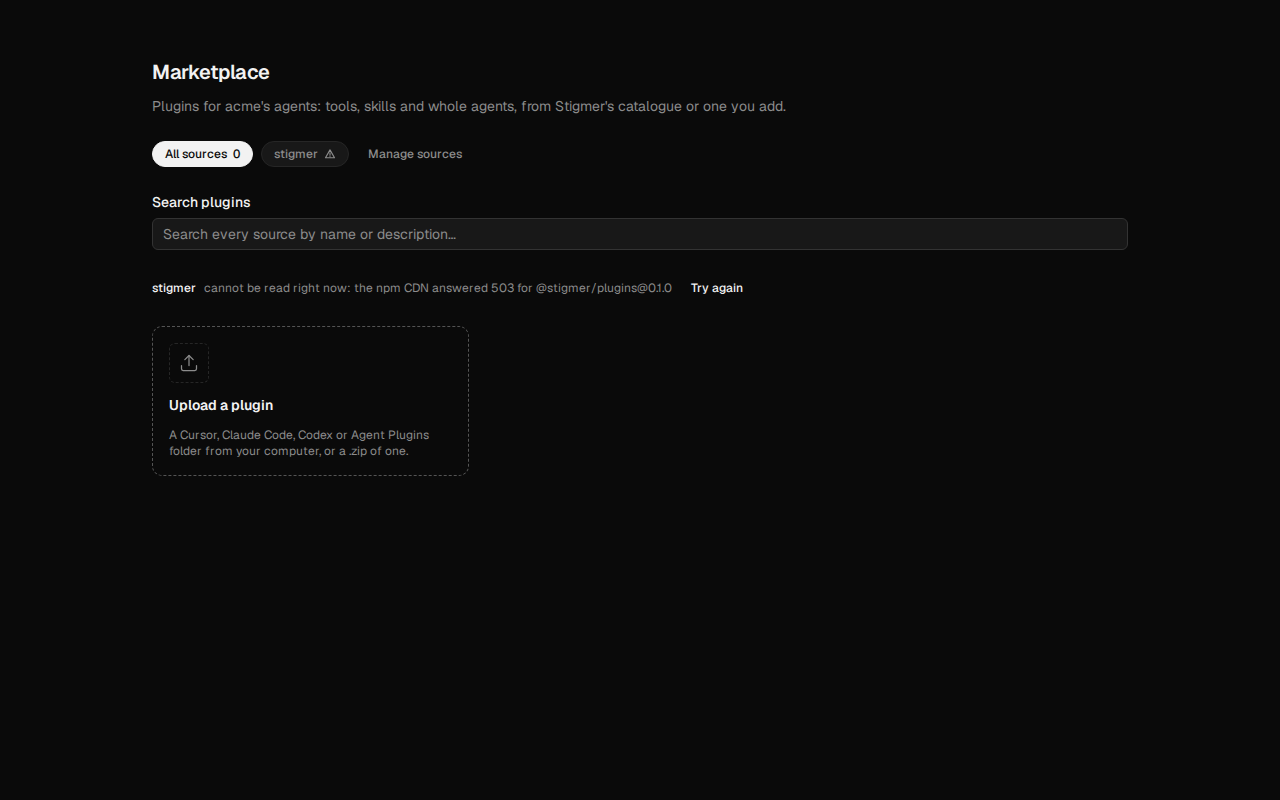 Marketplace
Plugins for acme's agents: tools, skills and whole agents, from Stigmer's catalogue or one you add.
All sources 0 stigmer Manage sources
Search plugins
Search every source by name or description...
stigmer cannot be read right now: the npm CDN answered 503 for @stigmer/plugins@0.1.0 Try again
Upload a plugin
A Cursor, Claude Code, Codex or Agent Plugins
folder from your computer, or a .zip of one.